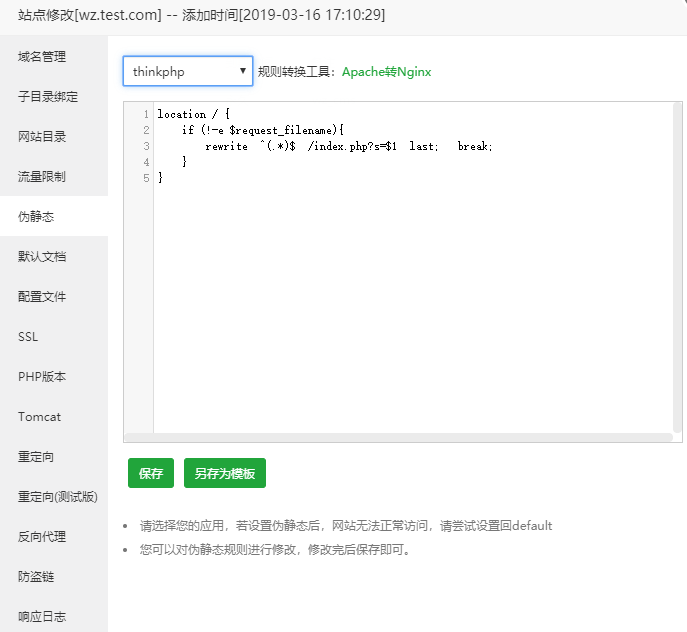 站点修改[wz.test.com] -- 添加时间[2019-03-16 17:10:29]
域名管理
子目录绑定
网站目录
流量限制
伪静态
默认文档
配置文件
SSL
PHP版本
Tomcat
重定向
重定向(测试版)
反向代理
防盗链
响应日志
thinkphp 规则转换工具：Apache转Nginx
1 location / {
2 if (!-e $request_filename){
3 rewrite ^(.*)$ /index.php?s=$1 last; break;
4 }
5 }
保存 另存为模板
请选择您的应用，若设置伪静态后，网站无法正常访问，请尝试设置回default
您可以对伪静态规则进行修改，修改完后保存即可。